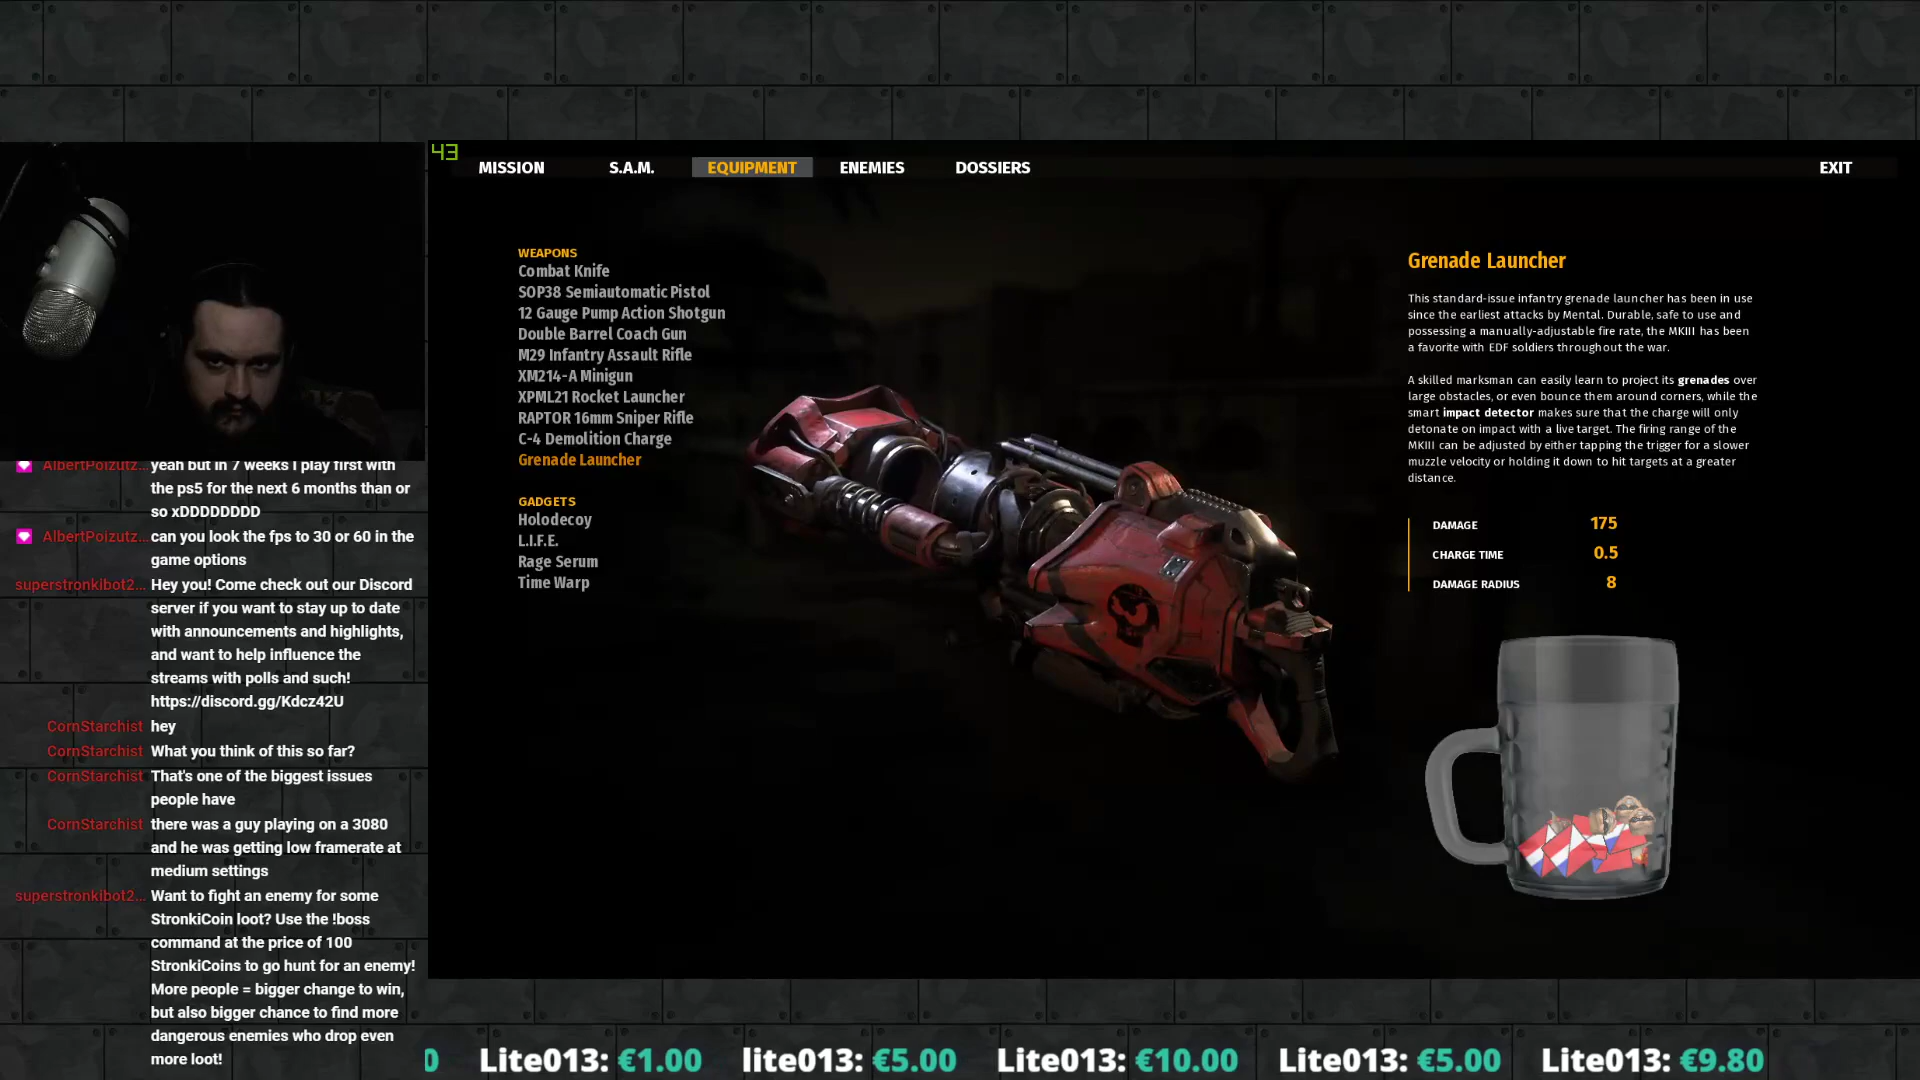 43
MISSION
S.A.M.
EQUIPMENT
ENEMIES
DOSSIERS
EXIT
WEAPONS
Combat Knife
SOP38 Semiautomatic Pistol
12 Gauge Pump Action Shotgun
Double Barrel Coach Gun
M29 Infantry Assault Rifle
XM214-A Minigun
XPML21 Rocket Launcher
RAPTOR 16mm Sniper Rifle
C-4 Demolition Charge
Grenade Launcher
GADGETS
Holodecoy
L.I.F.E.
Rage Serum
Time Warp
Grenade Launcher
This standard-issue infantry grenade launcher has been in use
since the earliest attacks by Mental. Durable, safe to use and
possessing a manually-adjustable fire rate, the MKIII has been
a favorite with EDF soldiers throughout the war.
A skilled marksman can easily learn to project its grenades over
large obstacles, or even bounce them around corners, while the
smart impact detector makes sure that the charge will only
detonate on impact with a live target. The firing range of the
MKIII can be adjusted by either tapping the trigger for a slower
muzzle velocity or holding it down to hit targets at a greater
distance.
DAMAGE 175
CHARGE TIME 0.5
DAMAGE RADIUS 8
AlbertPoizutz... yeah but in 7 weeks I play first with
the ps5 for the next 6 months than or
so xDDDDDDDD
AlbertPoizutz... can you look the fps to 30 or 60 in the
game options
superstronkibot2... Hey you! Come check out our Discord
server if you want to stay up to date
with announcements and highlights,
and want to help influence the
streams with polls and such!
https://discord.gg/Kdcz42U
CornStarchist hey
CornStarchist What you think of this so far?
CornStarchist That's one of the biggest issues
people have
CornStarchist there was a guy playing on a 3080
and he was getting low framerate at
medium settings
superstronkibot2... Want to fight an enemy for some
StronkiCoin loot? Use the !boss
command at the price of 100
StronkiCoins to go hunt for an enemy!
More people = bigger change to win,
but also bigger chance to find more
dangerous enemies who drop even
more loot!
0 Lite013: €1.00 lite013: €5.00 Lite013: €10.00 Lite013: €5.00 Lite013: €9.80